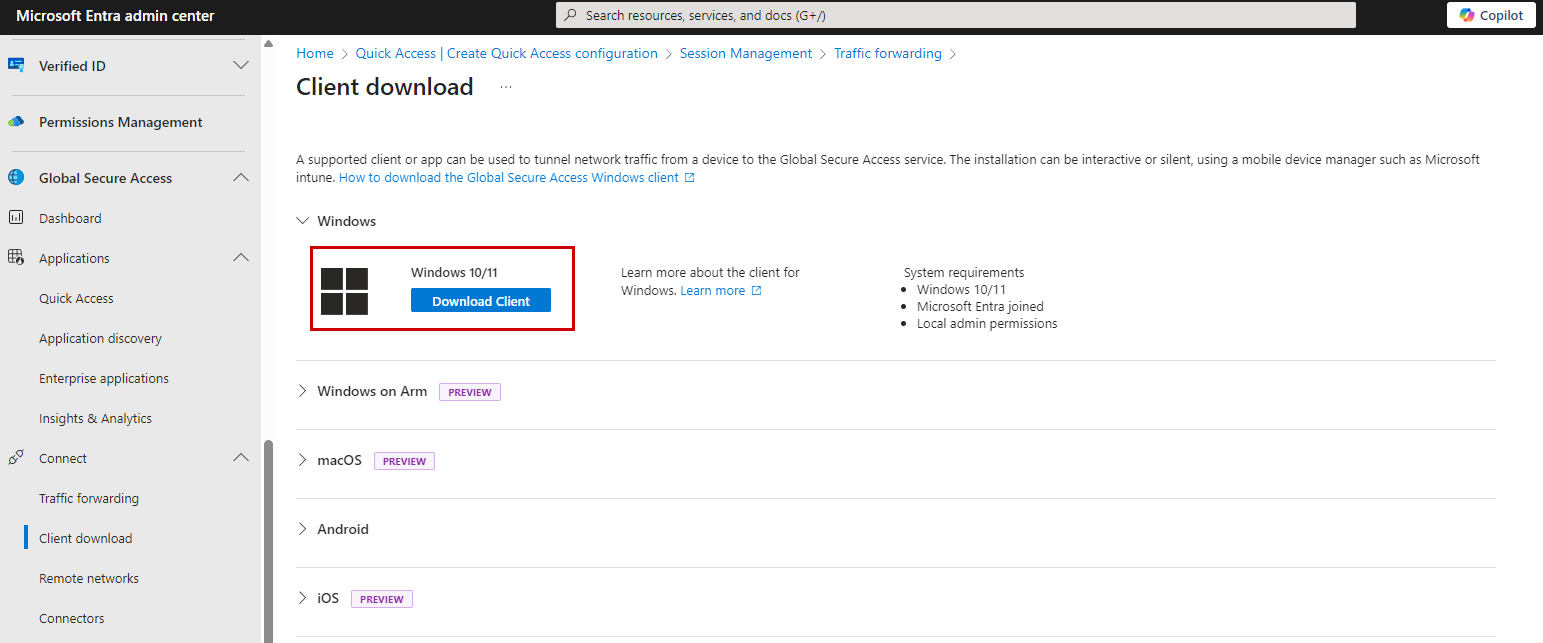 Microsoft Entra admin center
Search resources, services, and docs (G+/)
Copilot
Verified ID
Permissions Management
Global Secure Access
Dashboard
Applications
Quick Access
Application discovery
Enterprise applications
Insights & Analytics
Connect
Traffic forwarding
Client download
Remote networks
Connectors
Home > Quick Access | Create Quick Access configuration > Session Management > Traffic forwarding >
Client download ...
A supported client or app can be used to tunnel network traffic from a device to the Global Secure Access service. The installation can be interactive or silent, using a mobile device manager such as Microsoft
intune. How to download the Global Secure Access Windows client
Windows
Windows 10/11
Download Client
Learn more about the client for
Windows. Learn more
System requirements
• Windows 10/11
• Microsoft Entra joined
• Local admin permissions
Windows on Arm PREVIEW
macOS PREVIEW
Android
iOS PREVIEW